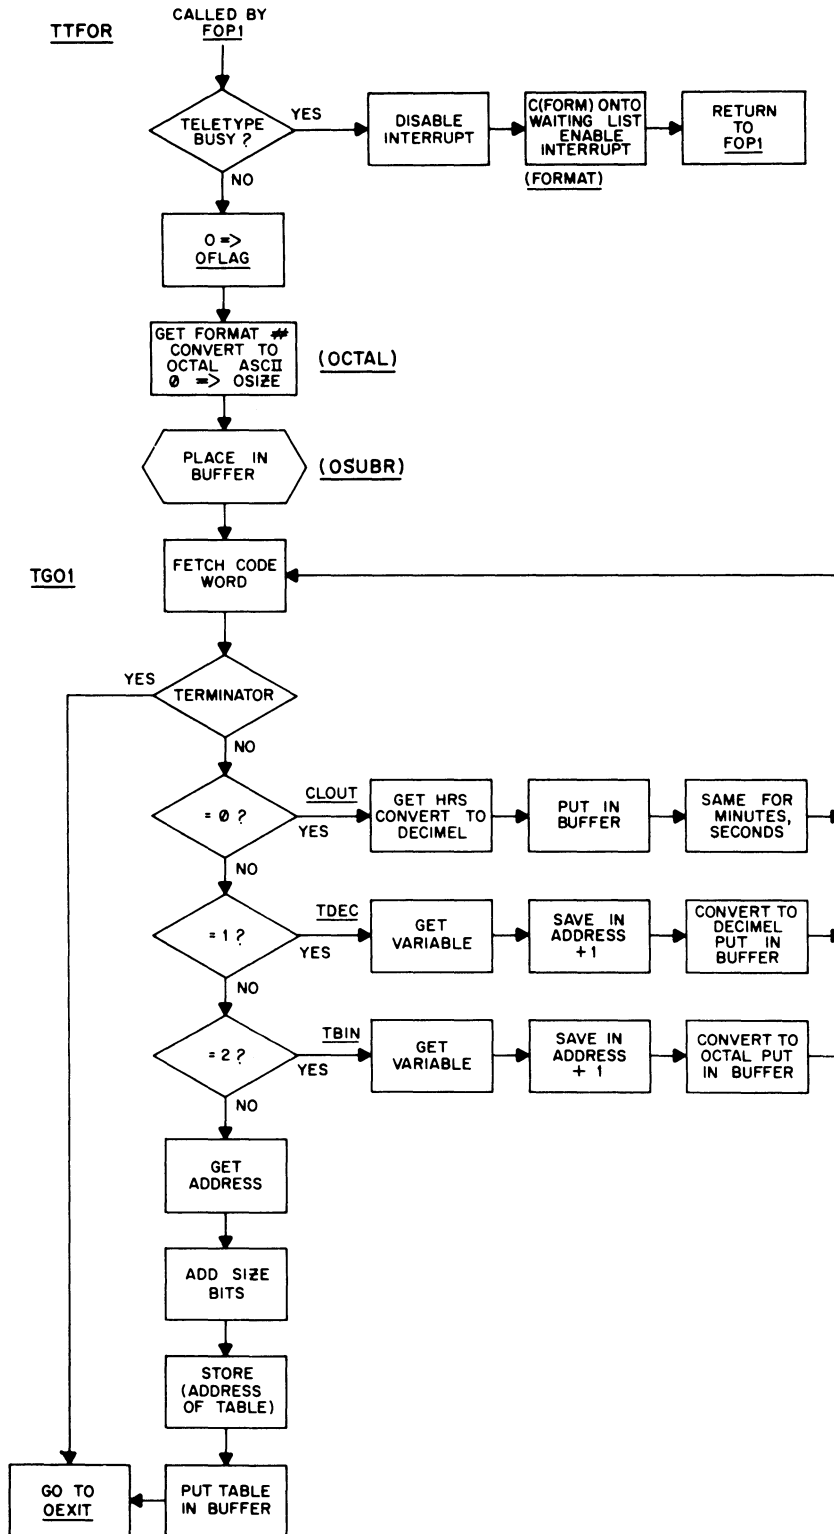 CALLED BY
TTFOR
FOP1
TELETYPE
BUSY?
YES
DISABLE
INTERRUPT
C(FORM) ONTO
WAITING LIST
ENABLE
INTERRUPT
(FORMAT)
RETURN
TO
FOP1
NO
0 =>
OFLAG
GET FORMAT #
CONVERT TO
OCTAL ASCII
0 => OSIZE
(OCTAL)
PLACE IN
BUFFER
(OSUBR)
TGO1
FETCH CODE
WORD
YES
TERMINATOR
NO
= 0 ?
CLOUT
YES
GET HRS
CONVERT TO
DECIMEL
PUT IN
BUFFER
SAME FOR
MINUTES,
SECONDS
NO
= 1 ?
TDEC
YES
GET
VARIABLE
SAVE IN
ADDRESS
+1
CONVERT TO
DECIMEL
PUT IN
BUFFER
NO
= 2 ?
TBIN
YES
GET
VARIABLE
SAVE IN
ADDRESS
+ 1
CONVERT TO
OCTAL PUT
IN BUFFER
NO
GET
ADDRESS
ADD SIZE
BITS
STORE
(ADDRESS
OF TABLE)
GO TO
OEXIT
PUT TABLE
IN BUFFER